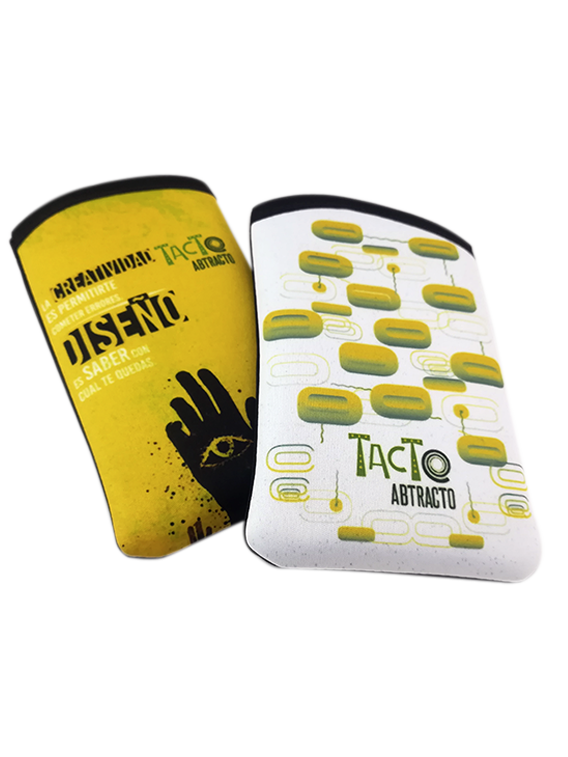 LA CREATIVIDAD
ES PERMITIRTE
COMETER ERRORES.
DISEÑO
ES SABER CON
CUAL TE QUEDAS
TACTO
ABTRACTO
TACTO
ABTRACTO